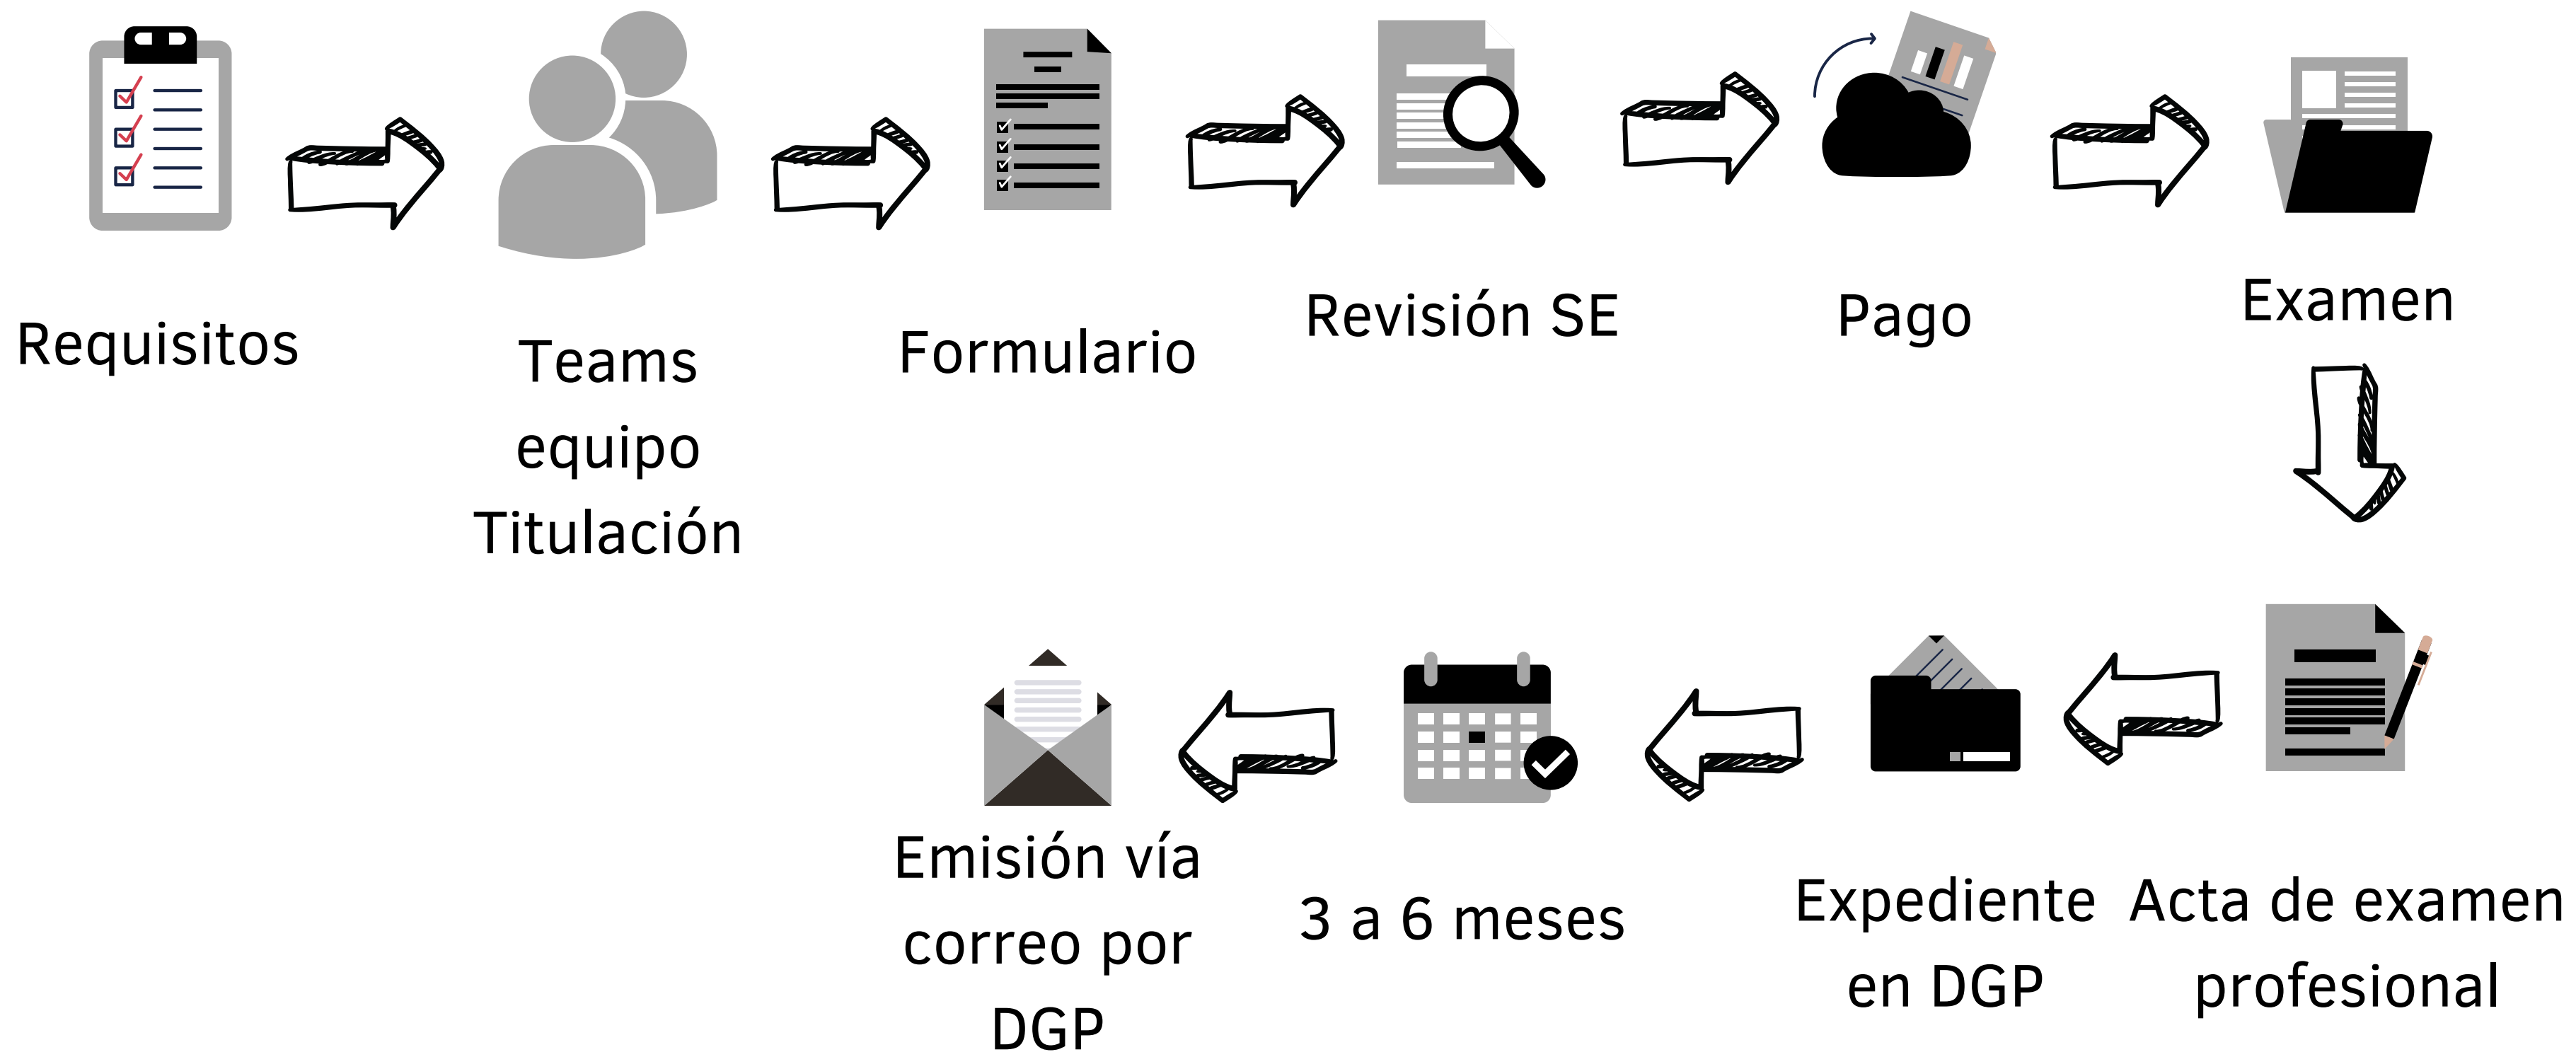 Requisitos
Teams
equipo
Titulación
Formulario
Revisión SE
Pago
Examen
Acta de examen
profesional
Expediente
en DGP
3 a 6 meses
Emisión vía
correo por
DGP